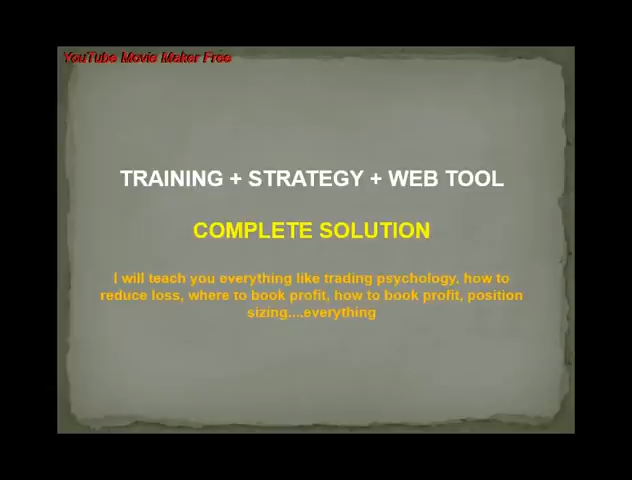 YouTube Movie Maker Free
TRAINING + STRATEGY + WEB TOOL
COMPLETE SOLUTION
I will teach you everything like trading psychology, how to
reduce loss, where to book profit, how to book profit, position
sizing....everything